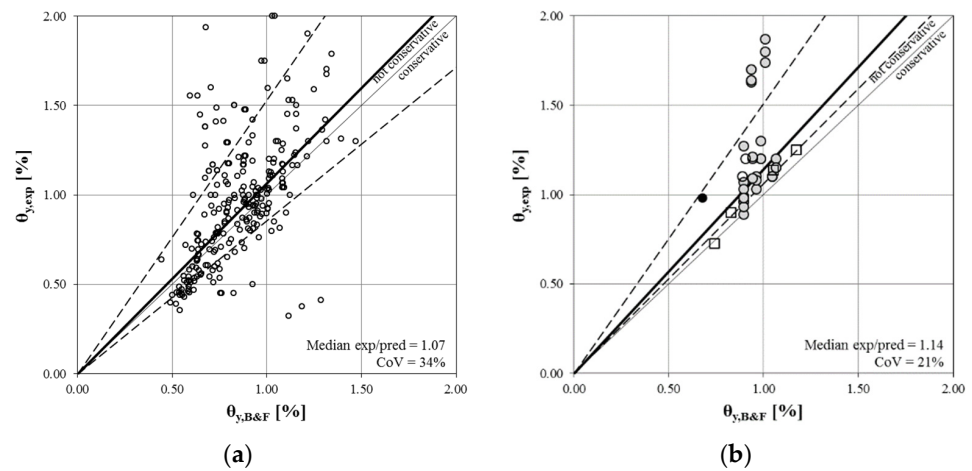 (a)
2.00
1.50
1.00
0.50
0.00
0.00
0.50
1.00
1.50
2.00
θy,exp [%]
θy,B&F [%]
not conservative
conservative
Median exp/pred = 1.07
CoV = 34%
(a)
(b)
2.00
1.50
1.00
0.50
0.00
0.00
0.50
1.00
1.50
2.00
θy,exp [%]
θy,B&F [%]
not conservative
conservative
Median exp/pred = 1.14
CoV = 21%
(b)